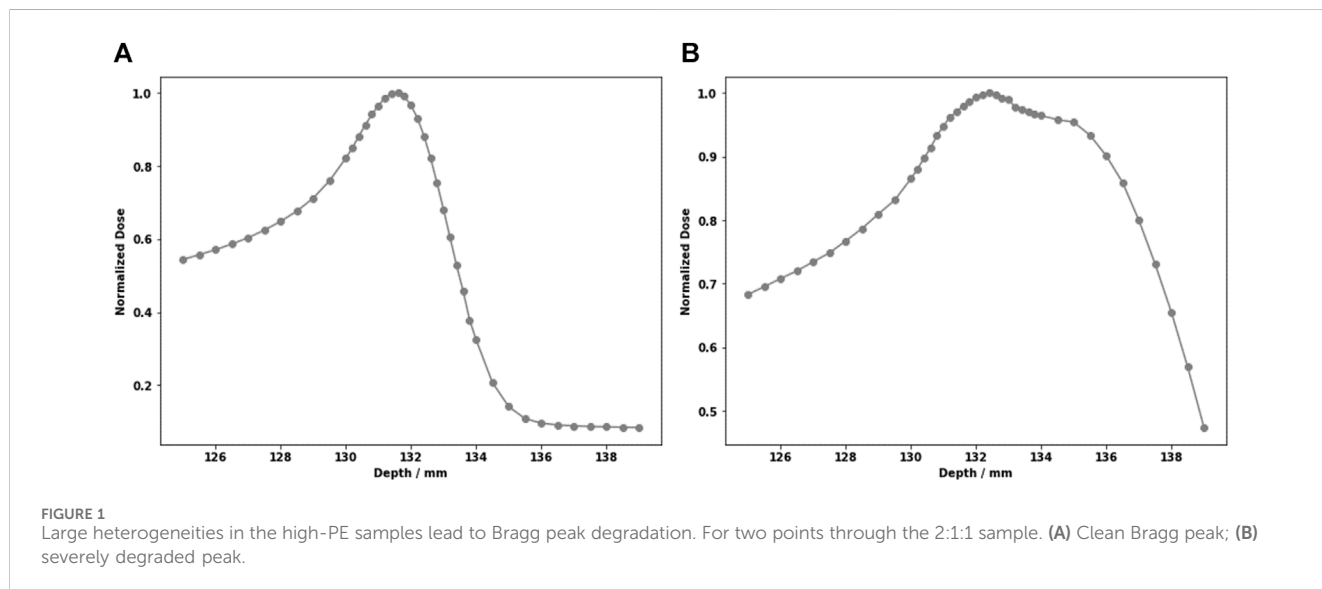 A
B
1.0
0.8
0.6
0.4
0.2
Normalized Dose
126 128 130 132 134 136 138
Depth / mm
1.0
0.9
0.8
0.7
0.6
0.5
Normalized Dose
126 128 130 132 134 136 138
Depth / mm
FIGURE 1
Large heterogeneities in the high-PE samples lead to Bragg peak degradation. For two points through the 2:1:1 sample. (A) Clean Bragg peak; (B)
severely degraded peak.